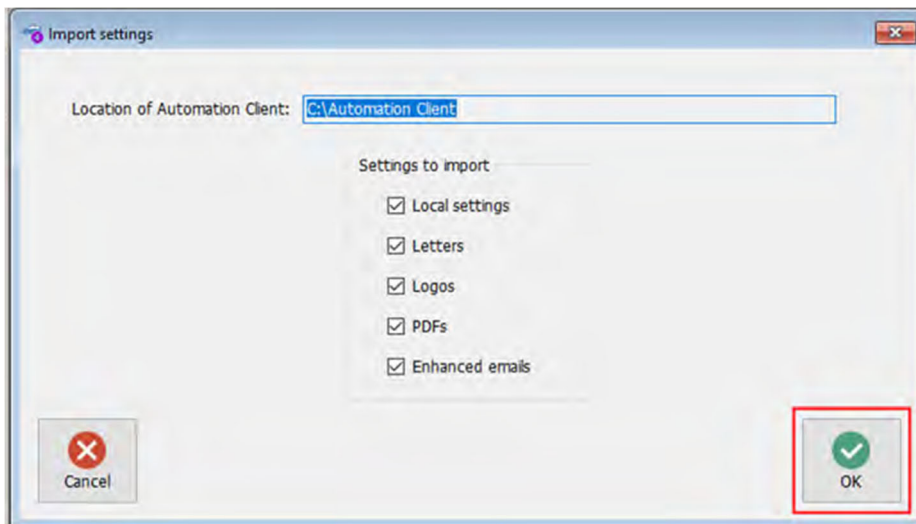 Import settings
Location of Automation Client: C:\Automation Client
Settings to import
Local settings
Letters
Logos
PDFs
Enhanced emails
Cancel
OK